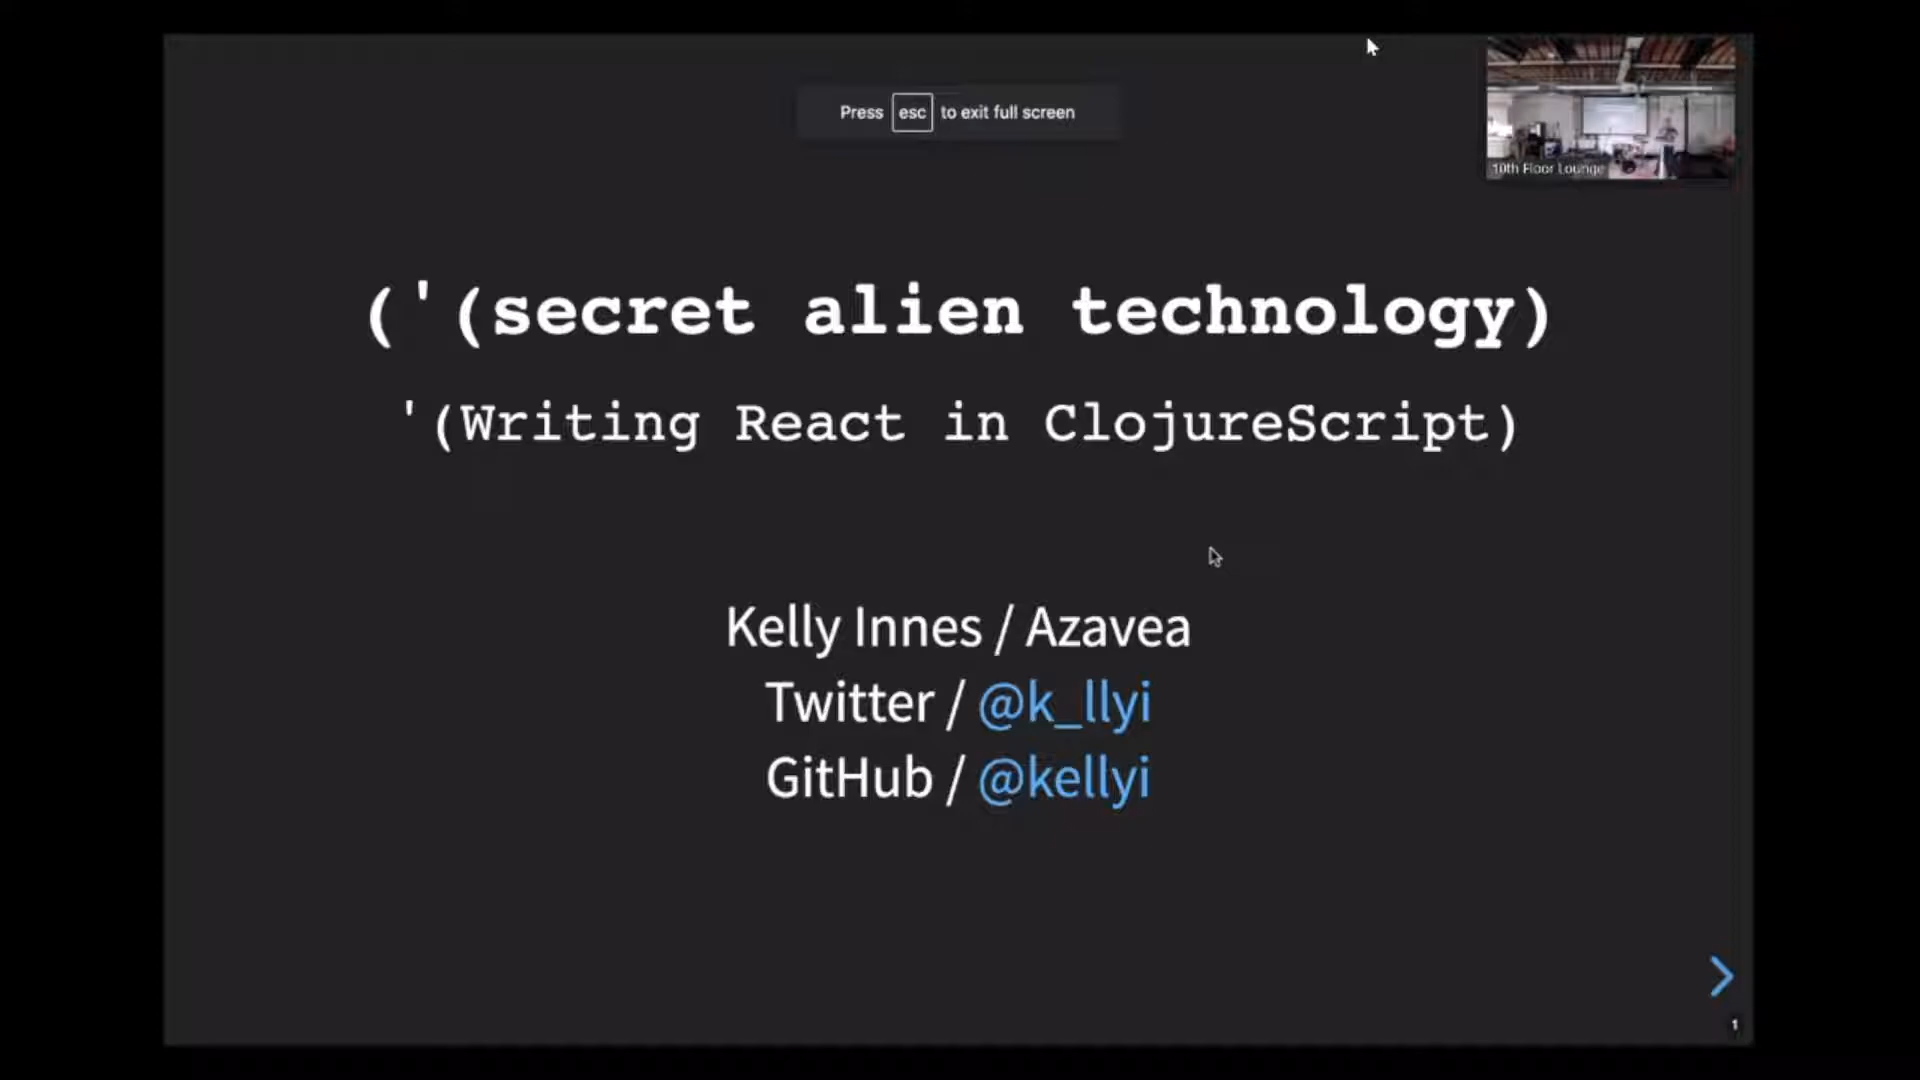 Press esc to exit full screen
10th Floor Lounge
('(secret alien technology)
'(Writing React in ClojureScript)
Kelly Innes / Azavea
Twitter / @k_llyi
GitHub / @kellyi
1